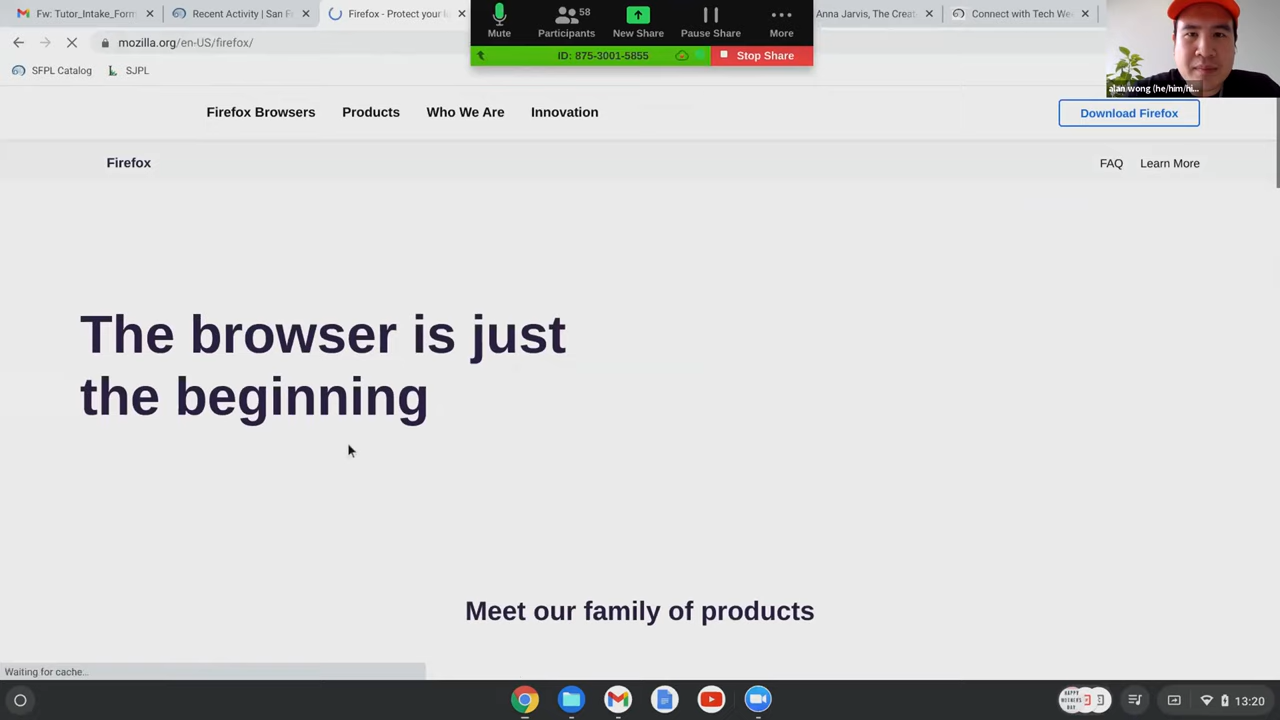 Fw: Tutor_Intake_Form
Recent Activity | San F
Firefox - Protect your l
Anna Jarvis, The Creat
Connect with Tech We
Mute
Participants
58
New Share
Pause Share
More
ID: 875-3001-5855
Stop Share
mozilla.org/en-US/firefox/
SFPL Catalog
SJPL
alan wong (he/him/hi...
Firefox Browsers
Products
Who We Are
Innovation
Download Firefox
Firefox
FAQ
Learn More
The browser is just
the beginning
Meet our family of products
Waiting for cache...
13:20